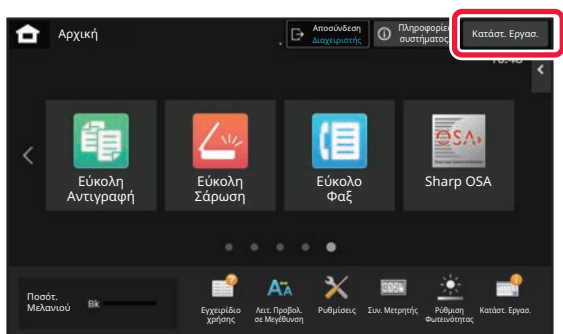 Αρχική
Αποσύνδεση
Διαχειριστής
Πληροφορίες
συστήματος
Κατάστ. Εργασ.
OSA
Εύκολη
Αντιγραφή
Εύκολη
Σάρωση
Εύκολο
Φαξ
Sharp OSA
Ποσότ.
Μελανιού
Bk
Εγχειρίδιο
χρήσης
Λειτ. Προβολ.
σε Μεγέθυνση
Ρυθμίσεις
Συν. Μετρητής
Ρύθμιση
Φωτεινότητας
Κατάστ. Εργασ.